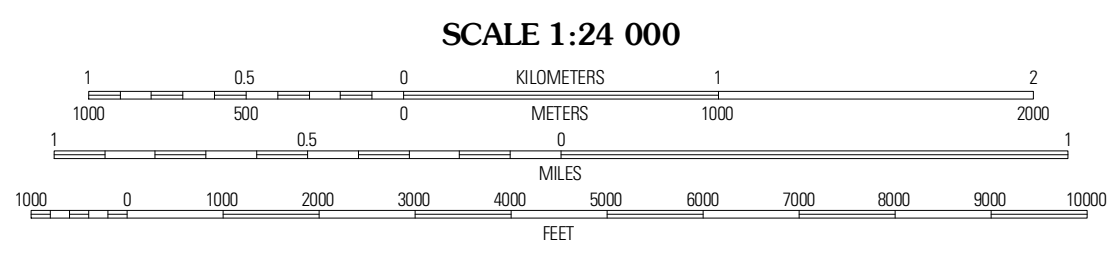 SCALE 1:24 000
1 0.5 0 KILOMETERS 1 2
1000 500 0 METERS 1000 2000
1 0.5 0 1
MILES
1000 0 1000 2000 3000 4000 5000 6000 7000 8000 9000 10000
FEET